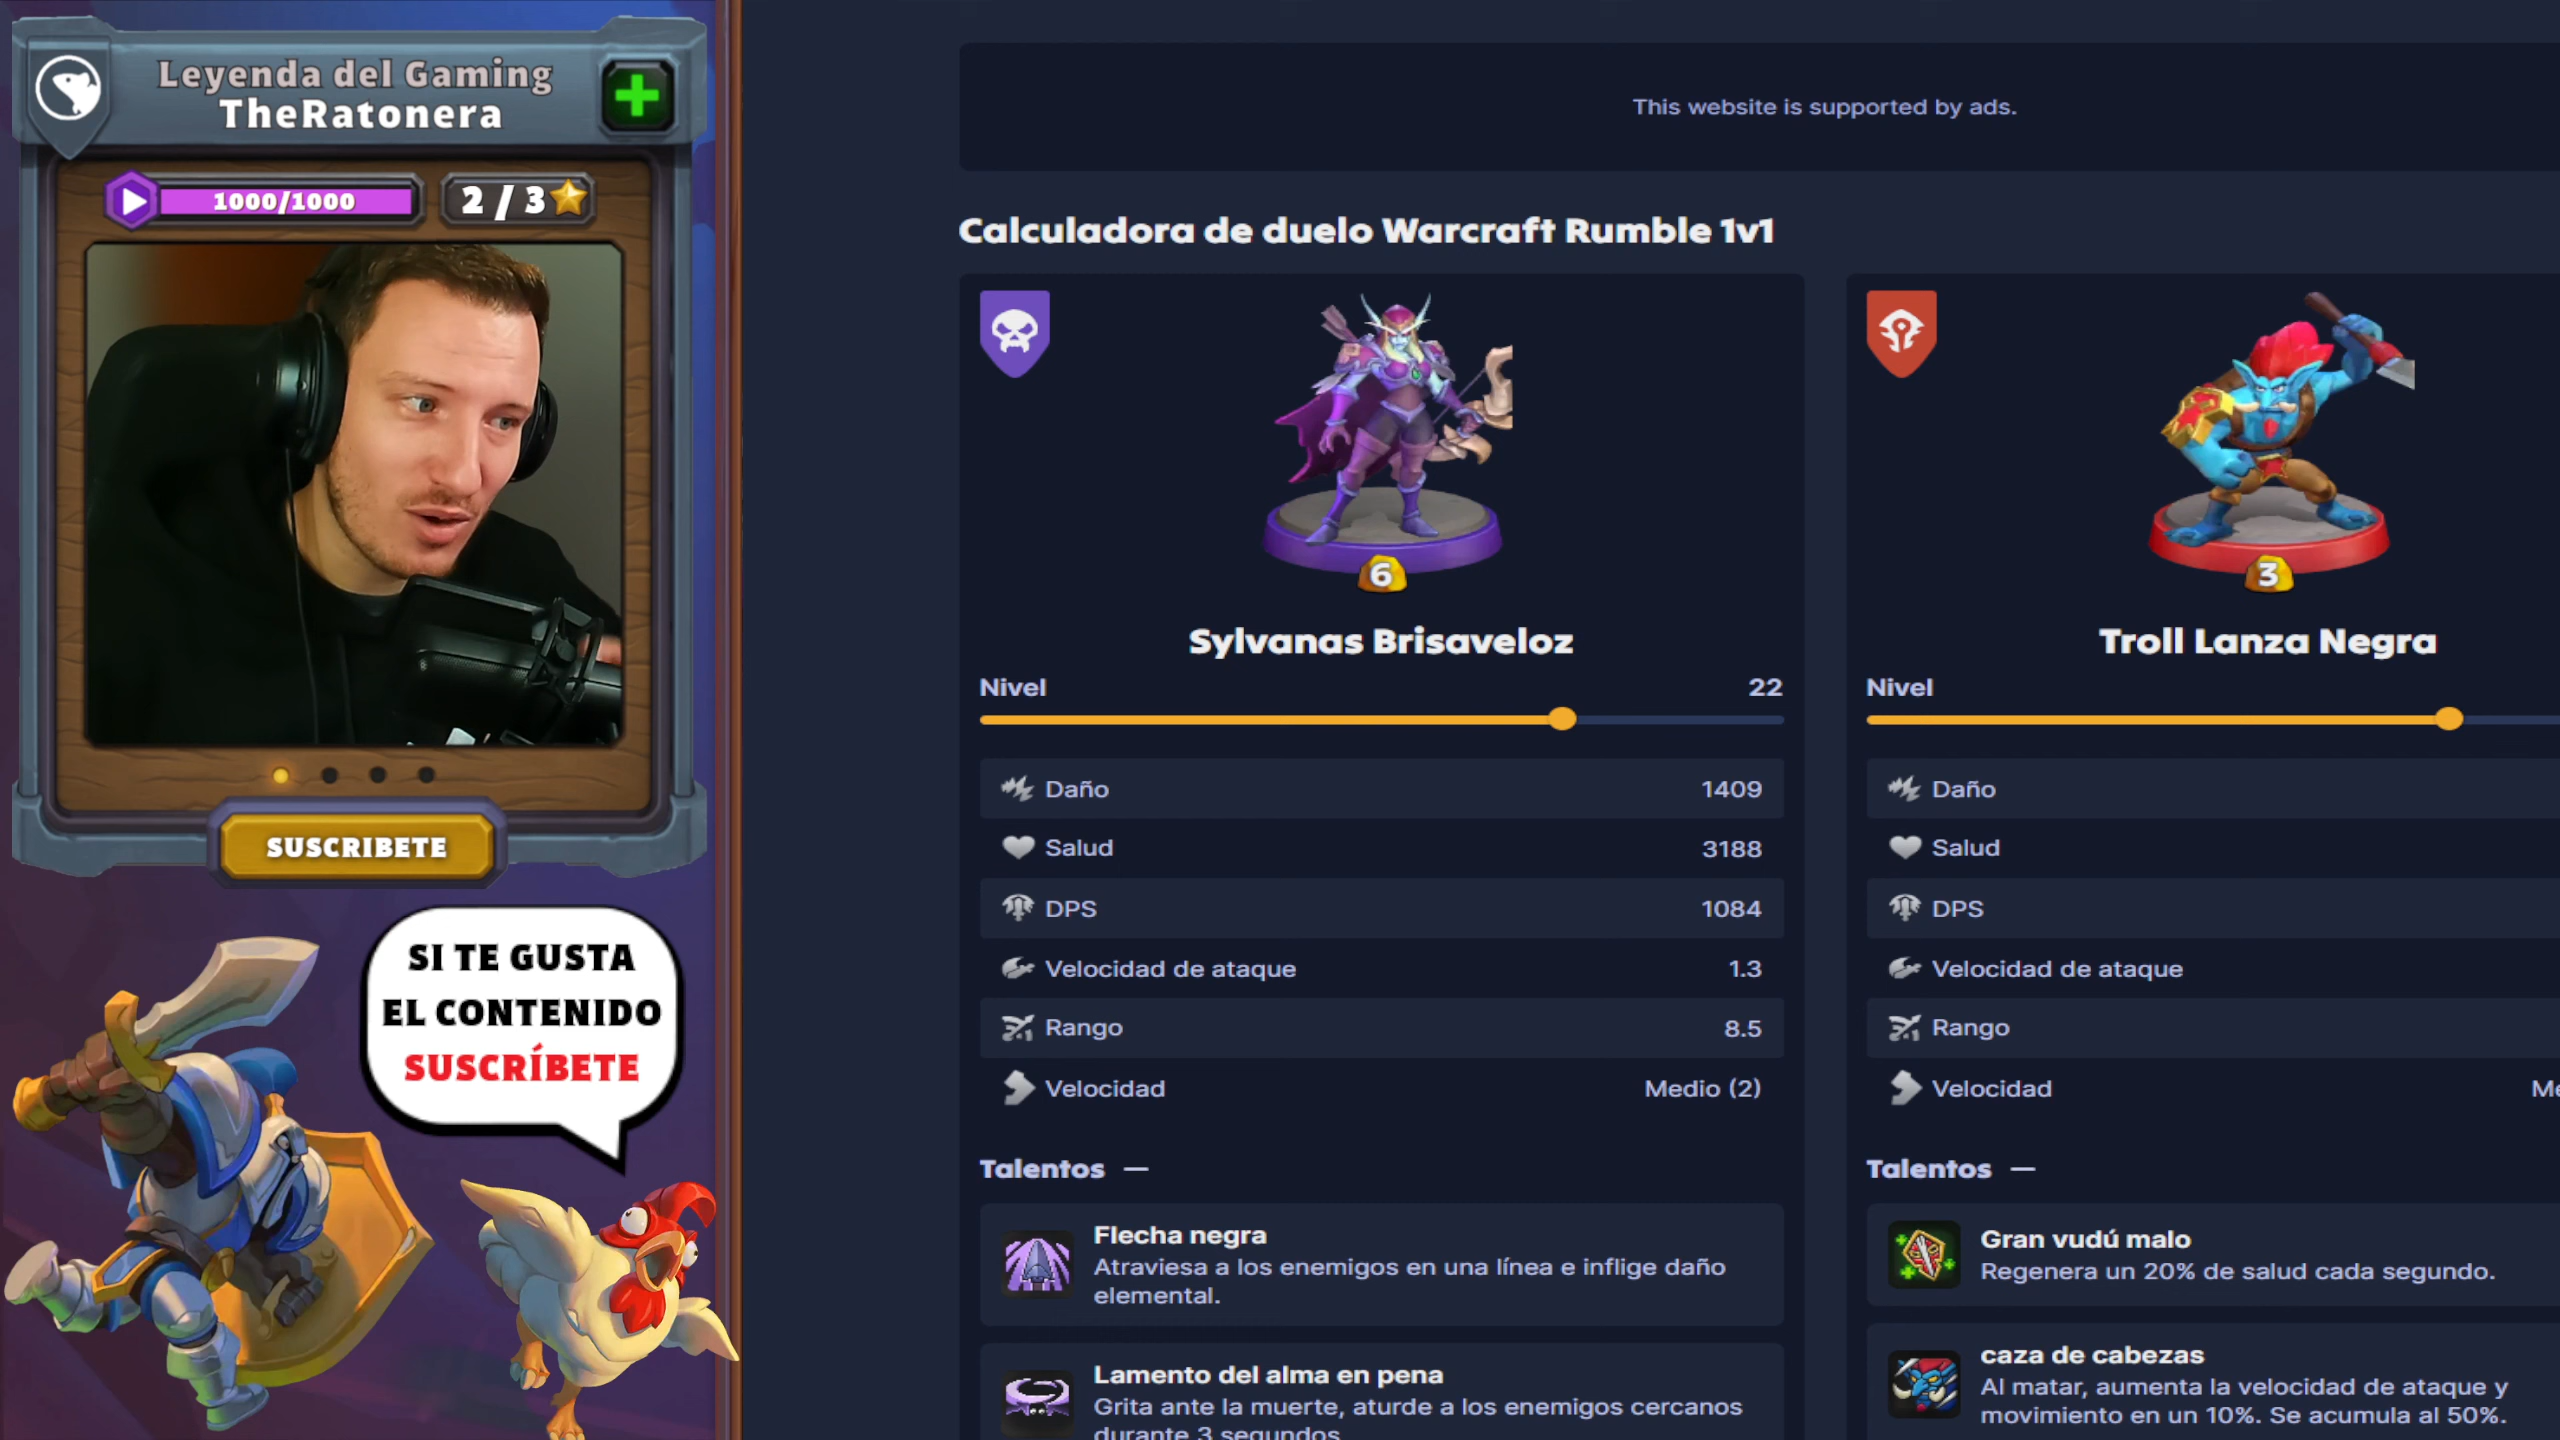 Leyenda del Gaming
TheRatonera
1000/1000
2 / 3
SUSCRIBETE
SI TE GUSTA
EL CONTENIDO
SUSCRÍBETE
This website is supported by ads.
Calculadora de duelo Warcraft Rumble 1v1
6
Sylvanas Brisaveloz
Nivel 22
Daño 1409
Salud 3188
DPS 1084
Velocidad de ataque 1.3
Rango 8.5
Velocidad Medio (2)
Talentos —
Flecha negra
Atraviesa a los enemigos en una línea e inflige daño
elemental.
Lamento del alma en pena
Grita ante la muerte, aturde a los enemigos cercanos
durante 3 segundos
3
Troll Lanza Negra
Nivel
Daño
Salud
DPS
Velocidad de ataque
Rango
Velocidad
Talentos —
Gran vudú malo
Regenera un 20% de salud cada segundo.
caza de cabezas
Al matar, aumenta la velocidad de ataque y
movimiento en un 10%. Se acumula al 50%.